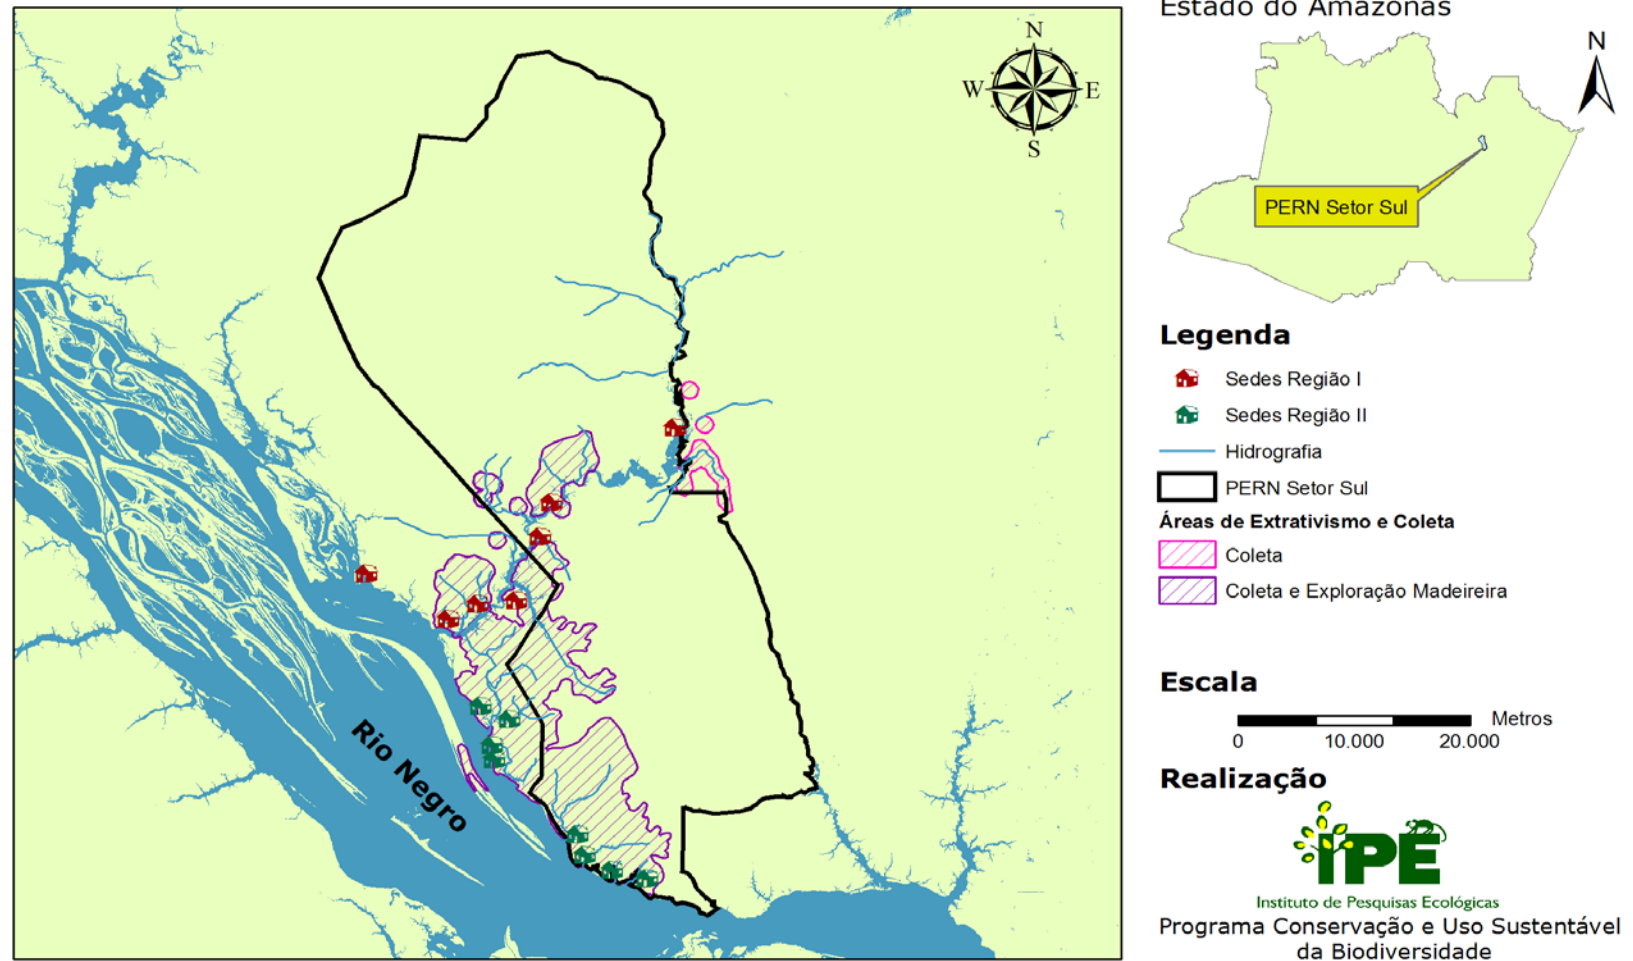 Estado do Amazonas
N
W
E
S
N
PERN Setor Sul
Legenda
Sedes Região I
Sedes Região II
Hidrografia
PERN Setor Sul
Áreas de Extrativismo e Coleta
Coleta
Coleta e Exploração Madeireira
Rio Negro
Escala
Metros
0 10.000 20.000
Realização
IPÊ
Instituto de Pesquisas Ecológicas
Programa Conservação e Uso Sustentável
da Biodiversidade